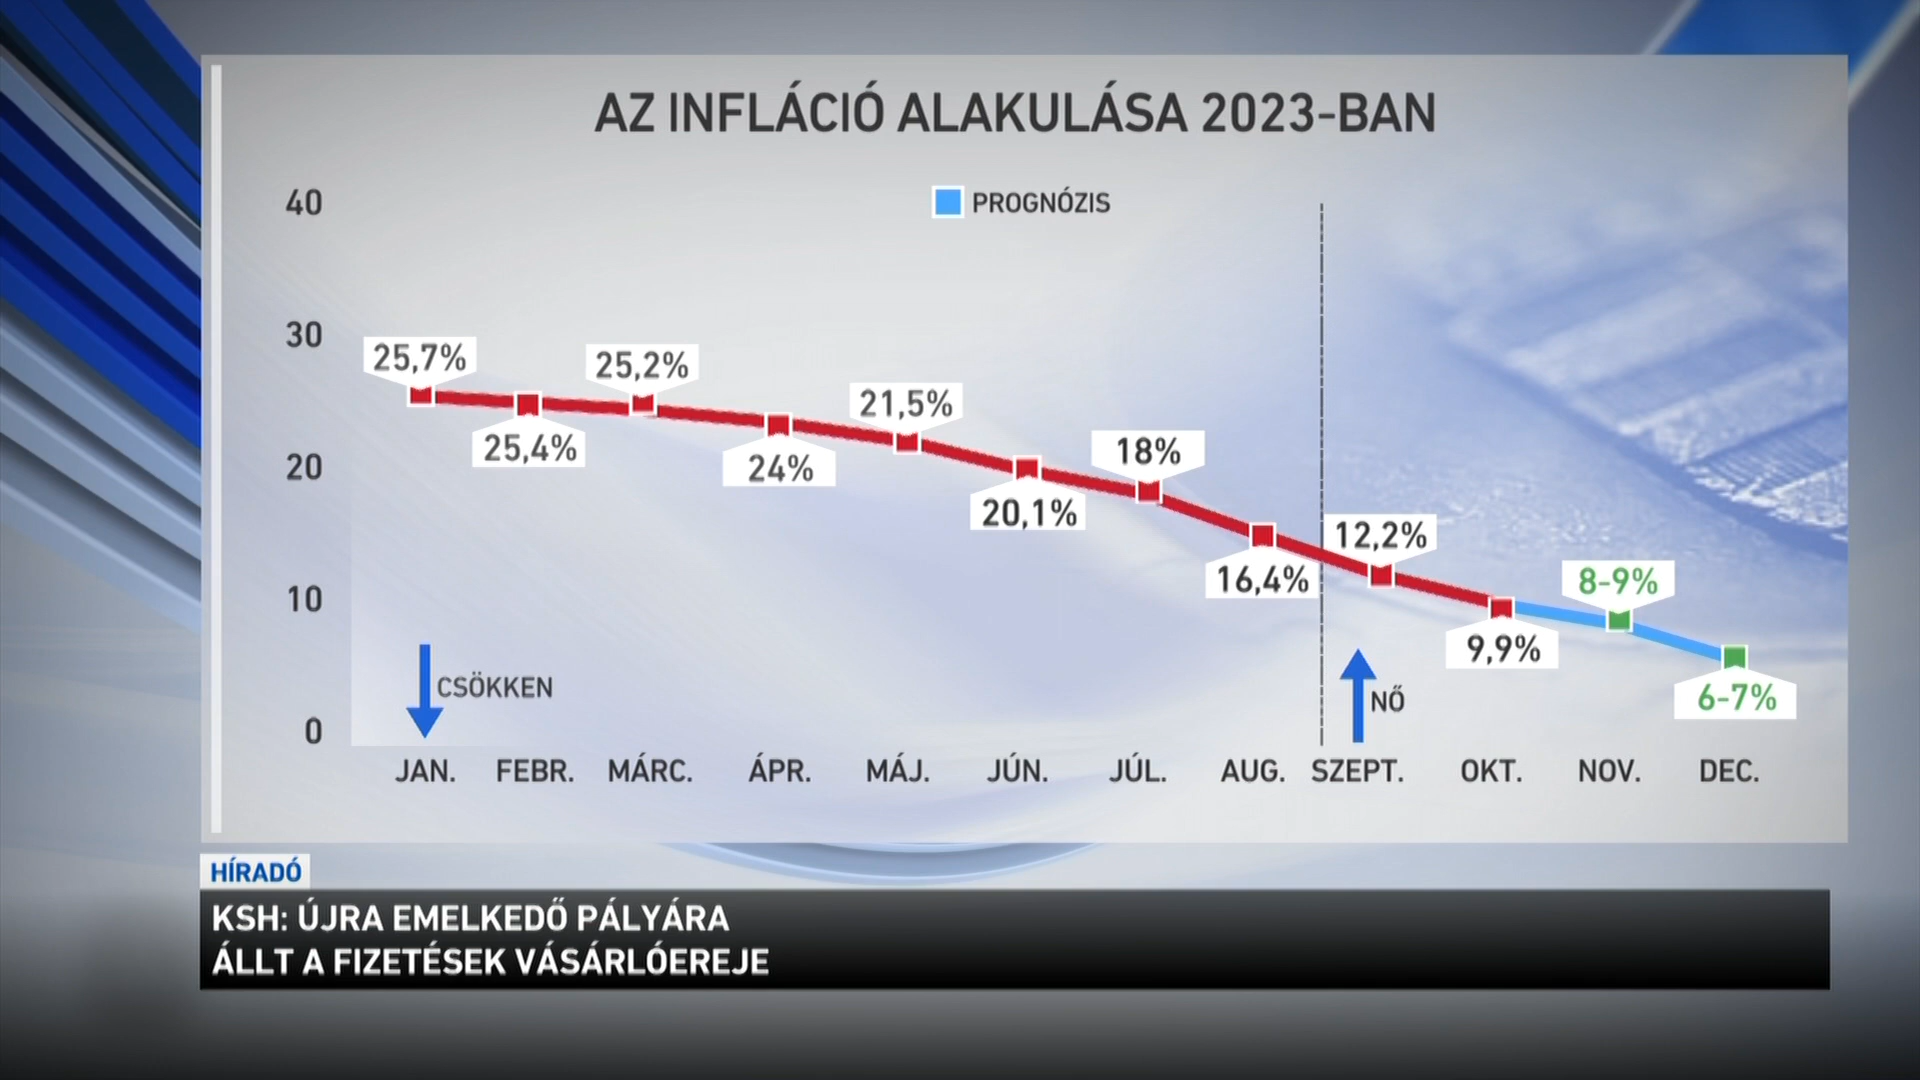 AZ INFLÁCIÓ ALAKULÁSA 2023-BAN
PROGNÓZIS
40
30
20
10
0
25,7%
25,4%
25,2%
24%
21,5%
20,1%
18%
16,4%
12,2%
9,9%
8-9%
6-7%
CSÖKKEN
NŐ
JAN. FEBR. MÁRC. ÁPR. MÁJ. JÚN. JÚL. AUG. SZEPT. OKT. NOV. DEC.
HÍRADÓ
KSH: ÚJRA EMELKEDŐ PÁLYÁRA
ÁLLT A FIZETÉSEK VÁSÁRLÓEREJE